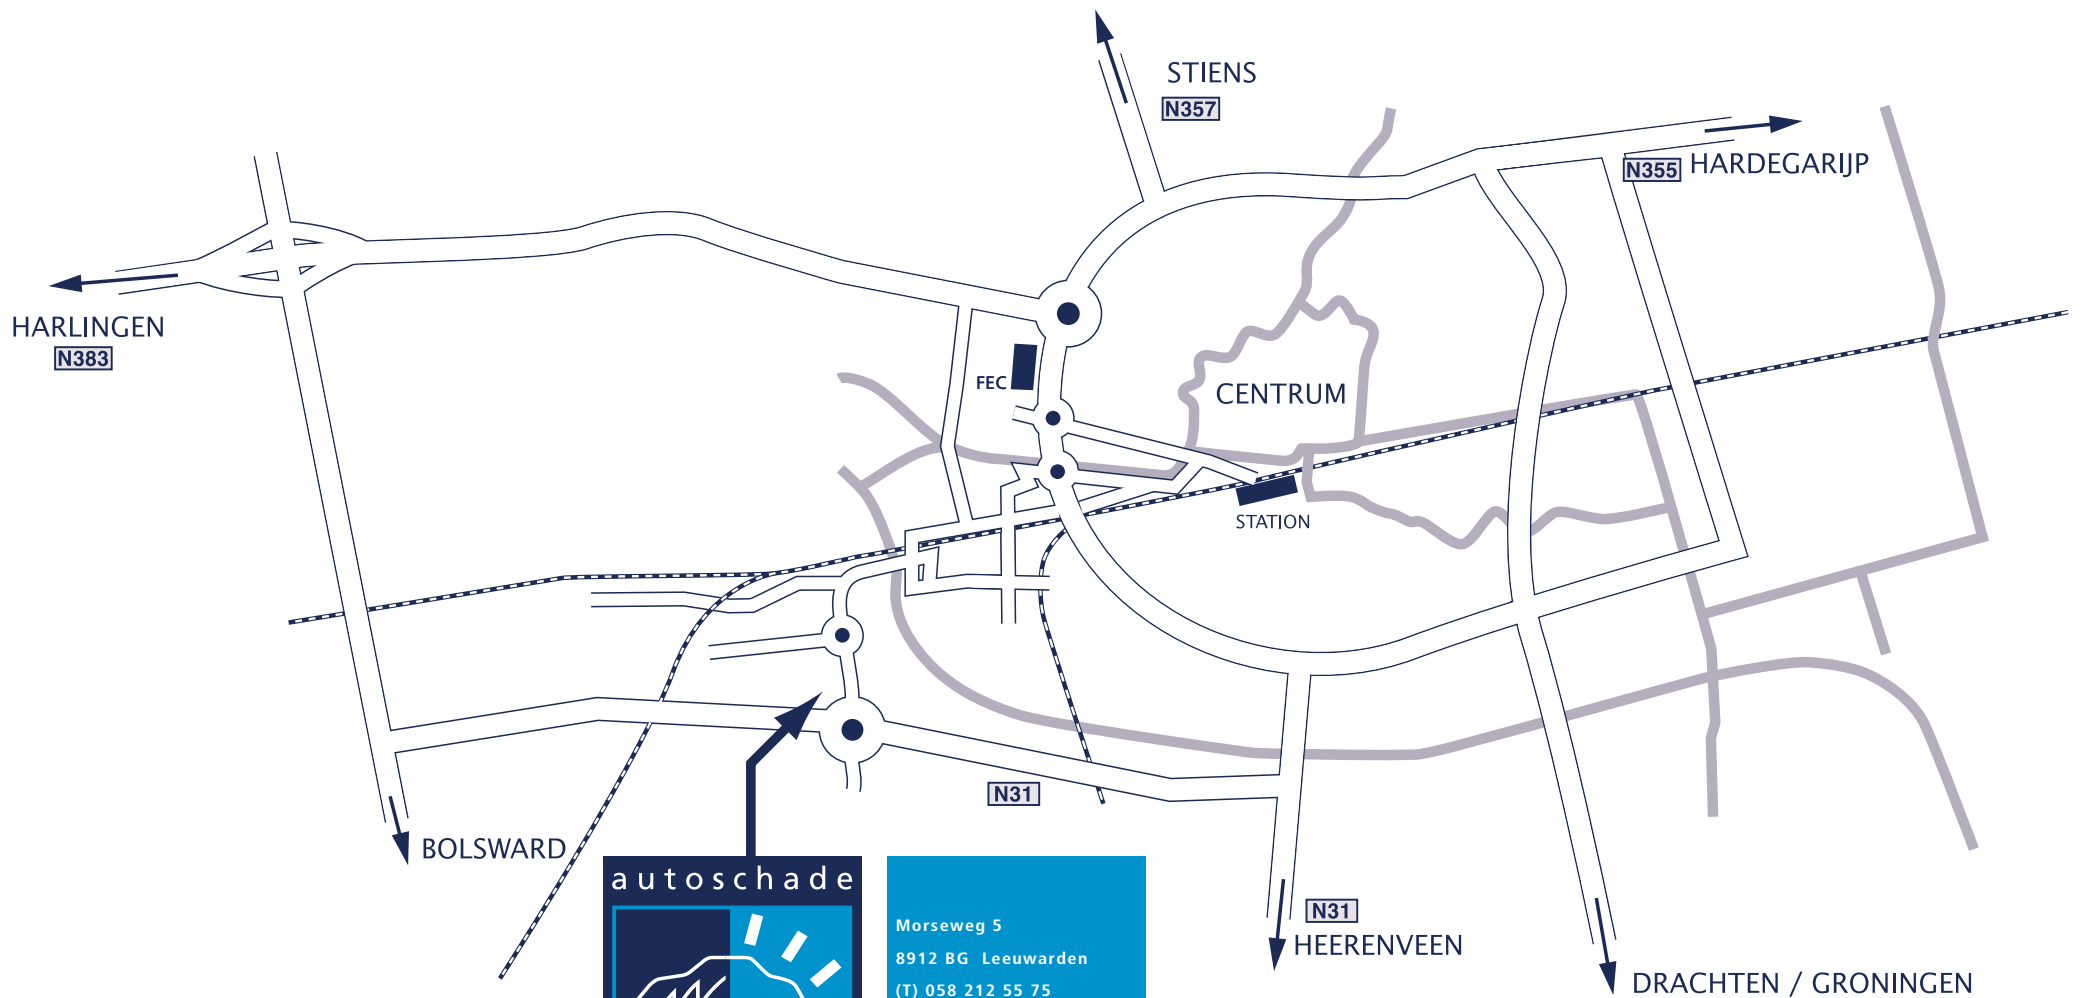 STIENS
N357
N355 HARDEGARIJP
HARLINGEN
N383
FEC
CENTRUM
STATION
N31
BOLSWARD
autoschade
Morseweg 5
8912 BG Leeuwarden
(T) 058 212 55 75
N31
HEERENVEEN
DRACHTEN / GRONINGEN